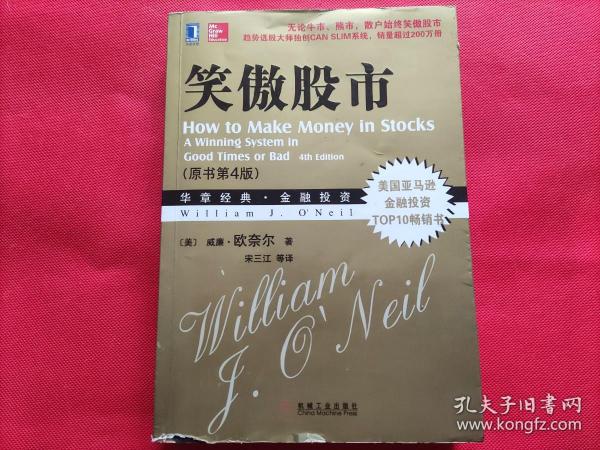 Mc
Graw
Hill
Education
无论牛市、熊市，散户始终笑傲股市
趋势选股大师独创CAN SLIM系统，销量超过200万册
笑傲股市
How to Make Money in Stocks
A Winning System in
Good Times or Bad 4th Edition
（原书第4版）
华章经典·金融投资
William J. O'Neil
美国亚马逊
金融投资
TOP10畅销书
〔美〕 威廉·欧奈尔 著
宋三江 等译
William
J. O'Neil
机械工业出版社
China Machine Press
孔夫子旧书网
www.kongfz.com